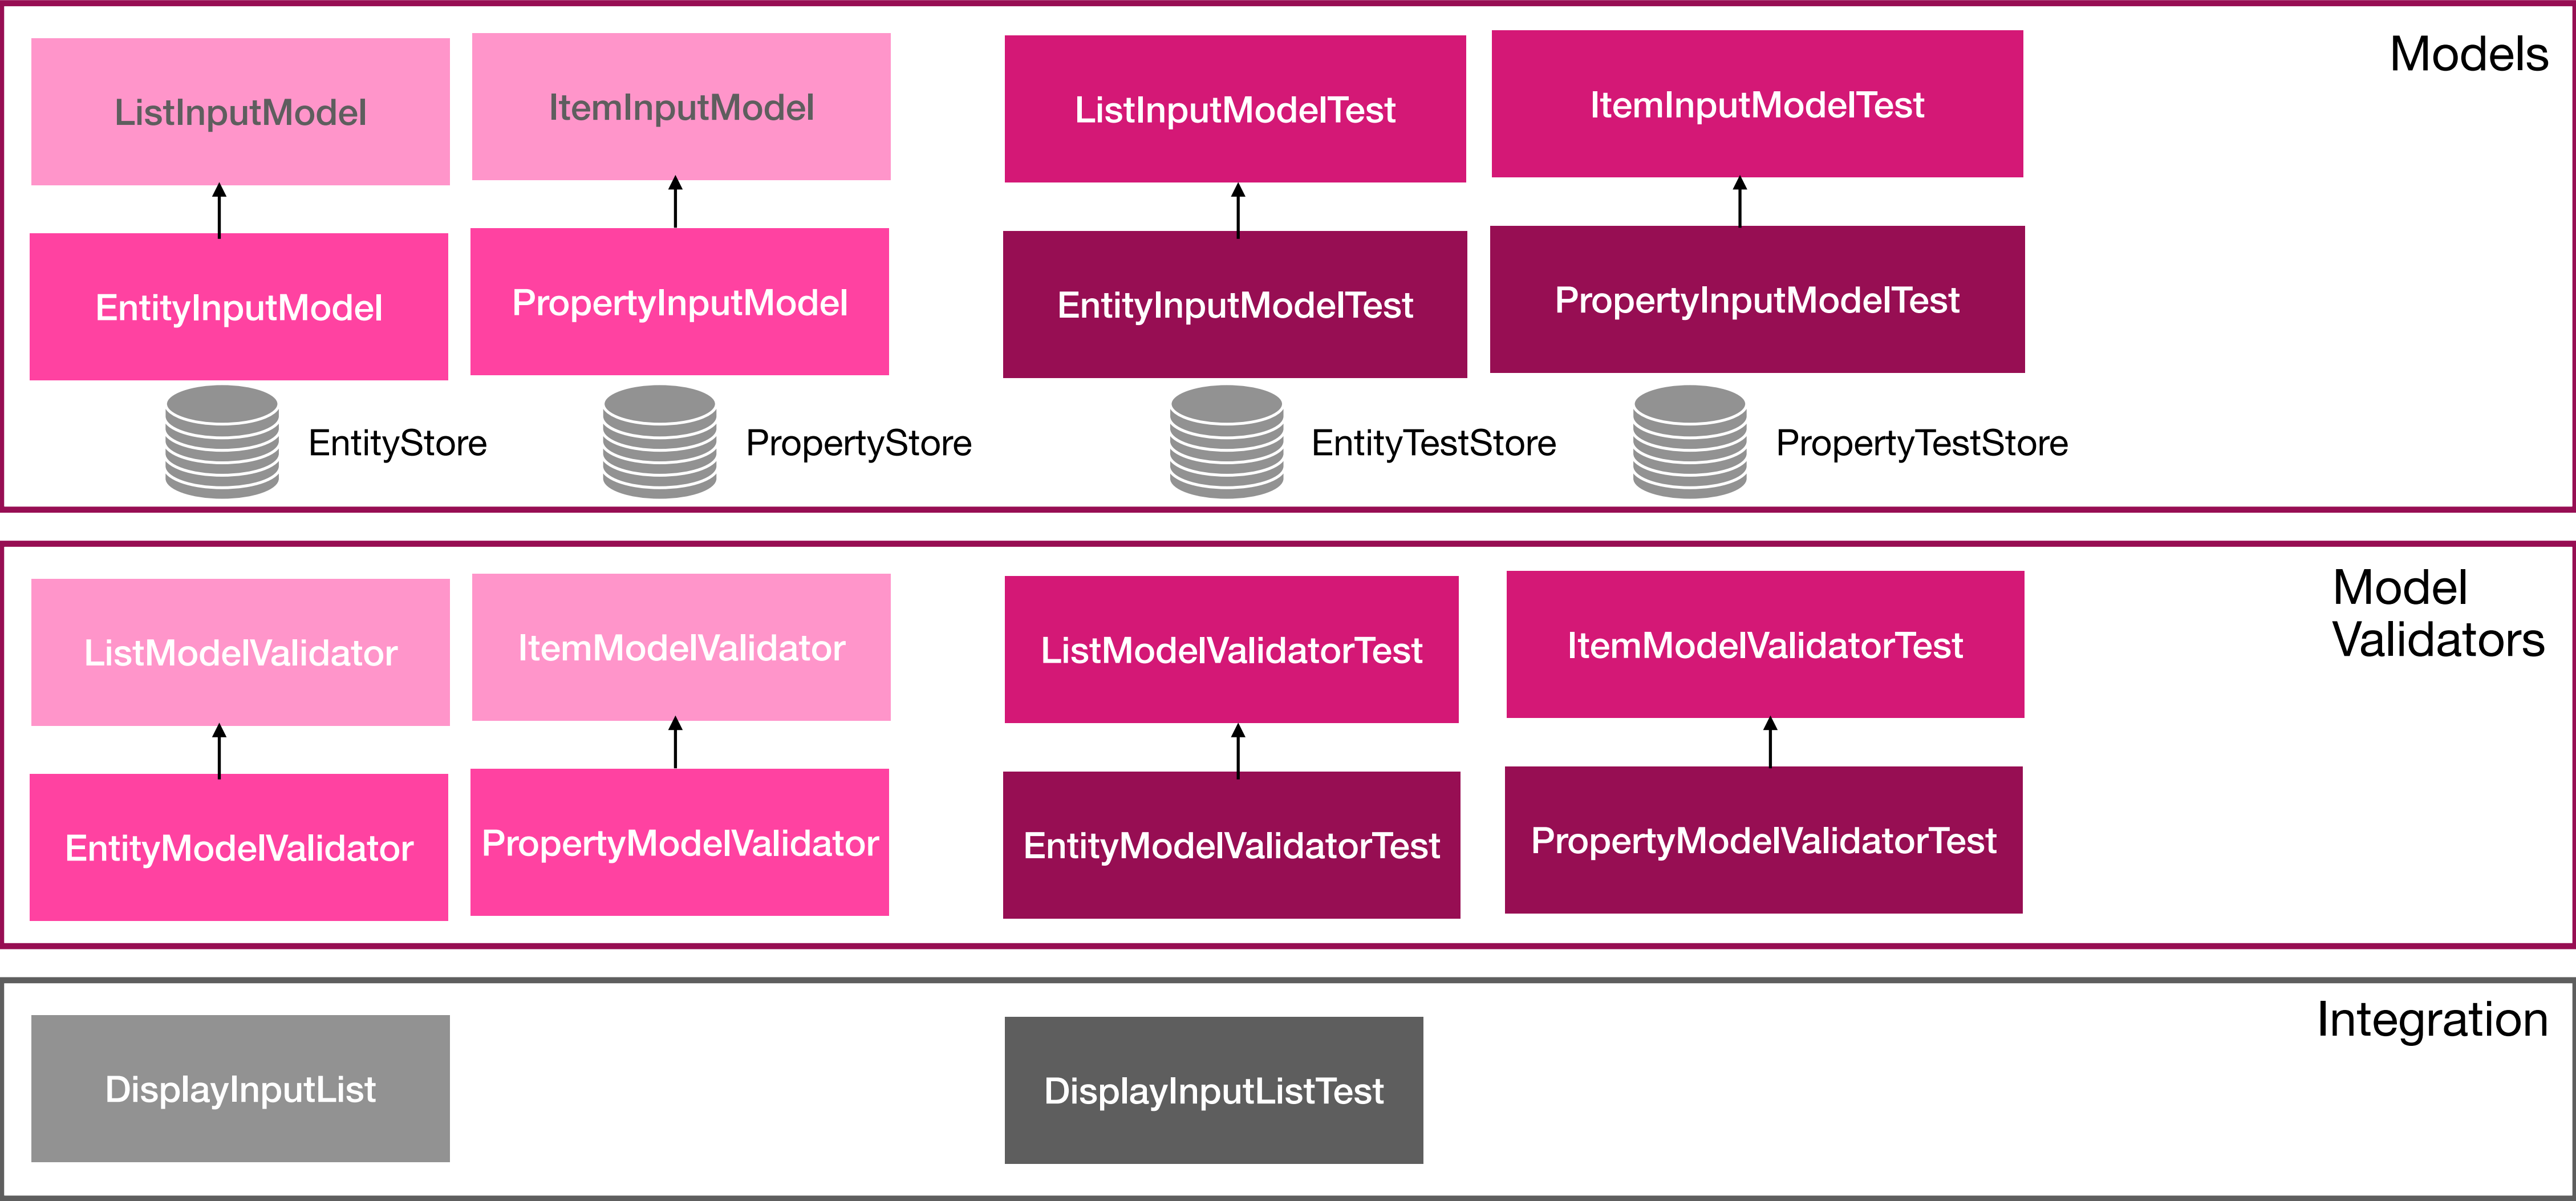 Models
ListInputModel
ItemInputModel
ListInputModelTest
ItemInputModelTest
EntityInputModel
PropertyInputModel
EntityInputModelTest
PropertyInputModelTest
EntityStore
PropertyStore
EntityTestStore
PropertyTestStore
Model
Validators
ListModelValidator
ItemModelValidator
ListModelValidatorTest
ItemModelValidatorTest
EntityModelValidator
PropertyModelValidator
EntityModelValidatorTest
PropertyModelValidatorTest
Integration
DisplayInputList
DisplayInputListTest